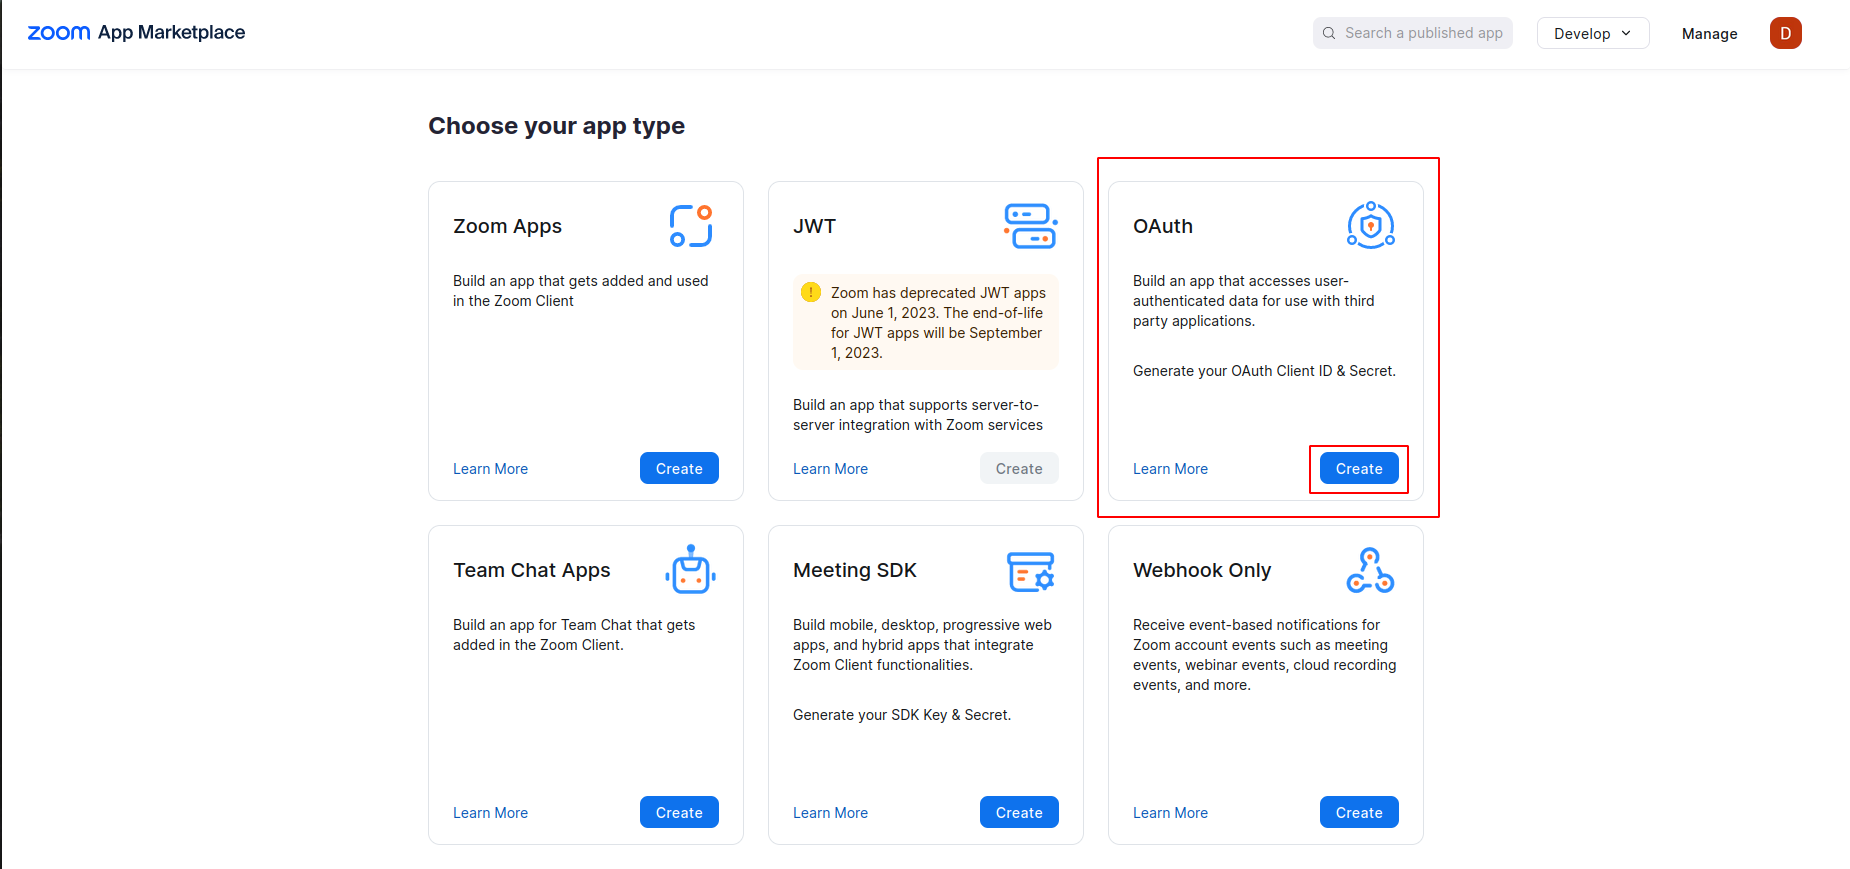 zoom App Marketplace
Search a published app
Develop
Manage
D
Choose your app type
Zoom Apps
Build an app that gets added and used
in the Zoom Client
Learn More
Create
JWT
! Zoom has deprecated JWT apps
on June 1, 2023. The end-of-life
for JWT apps will be September
1, 2023.
Build an app that supports server-to-
server integration with Zoom services
Learn More
Create
OAuth
Build an app that accesses user-
authenticated data for use with third
party applications.
Generate your OAuth Client ID & Secret.
Learn More
Create
Team Chat Apps
Build an app for Team Chat that gets
added in the Zoom Client.
Learn More
Create
Meeting SDK
Build mobile, desktop, progressive web
apps, and hybrid apps that integrate
Zoom Client functionalities.
Generate your SDK Key & Secret.
Learn More
Create
Webhook Only
Receive event-based notifications for
Zoom account events such as meeting
events, webinar events, cloud recording
events, and more.
Learn More
Create